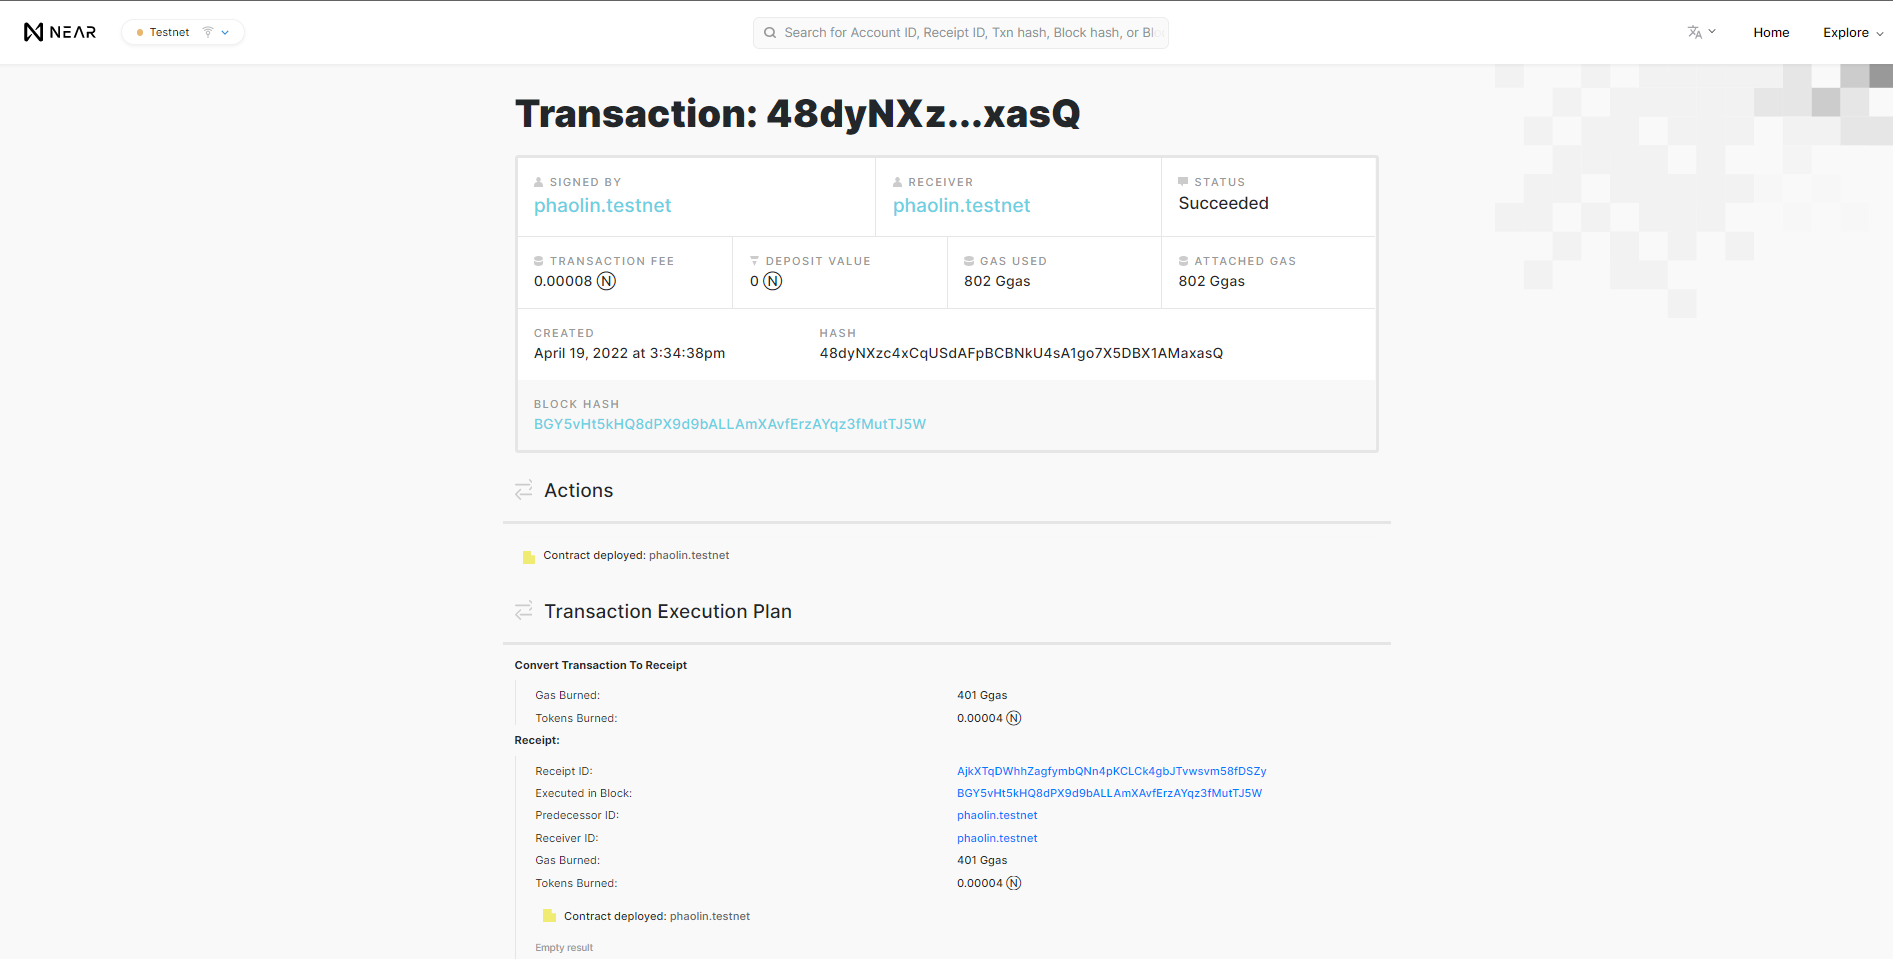 NEAR
Testnet
Search for Account ID, Receipt ID, Txn hash, Block hash, or Blo
Home
Explore
Transaction: 48dyNXz...xasQ
SIGNED BY
phaolin.testnet
RECEIVER
phaolin.testnet
STATUS
Succeeded
TRANSACTION FEE
0.00008 Ⓝ
DEPOSIT VALUE
0 Ⓝ
GAS USED
802 Ggas
ATTACHED GAS
802 Ggas
CREATED
April 19, 2022 at 3:34:38pm
HASH
48dyNXzc4xCqUSdAFpBCBNkU4sA1go7X5DBX1AMaxasQ
BLOCK HASH
BGY5vHt5kHQ8dPX9d9bALLAmXAvfErzAYqz3fMutTJ5W
Actions
Contract deployed: phaolin.testnet
Transaction Execution Plan
Convert Transaction To Receipt
Gas Burned: 401 Ggas
Tokens Burned: 0.00004 Ⓝ
Receipt:
Receipt ID: AjkXTqDWhhZagfymbQNn4pKCLCk4gbJTvwsvm58fDSZy
Executed in Block: BGY5vHt5kHQ8dPX9d9bALLAmXAvfErzAYqz3fMutTJ5W
Predecessor ID: phaolin.testnet
Receiver ID: phaolin.testnet
Gas Burned: 401 Ggas
Tokens Burned: 0.00004 Ⓝ
Contract deployed: phaolin.testnet
Empty result